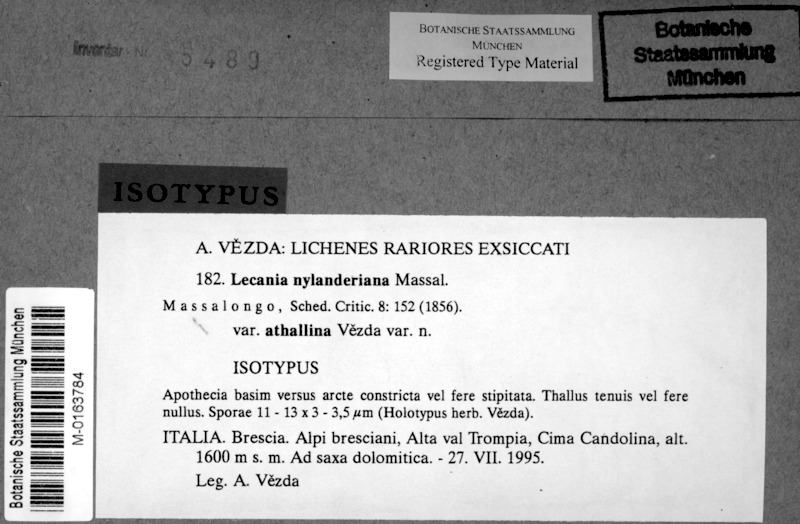 Inventar-Nr. 5489
BOTANISCHE STAATSSAMMLUNG
MÜNCHEN
Registered Type Material
Botanische
Staatssammlung
München
ISOTYPUS
A. VĚZDA: LICHENES RARIORES EXSICCATI
182. Lecania nylanderiana Massal.
Massalongo, Sched. Critic. 8: 152 (1856).
var. athallina Vězda var. n.
ISOTYPUS
Apothecia basim versus arcte constricta vel fere stipitata. Thallus tenuis vel fere
nullus. Sporae 11 - 13 x 3 - 3,5 µm (Holotypus herb. Vězda).
ITALIA. Brescia. Alpi bresciani, Alta val Trompia, Cima Candolina, alt.
1600 m s. m. Ad saxa dolomitica. - 27. VII. 1995.
Leg. A. Vězda
Botanische Staatssammlung München
M-0163784